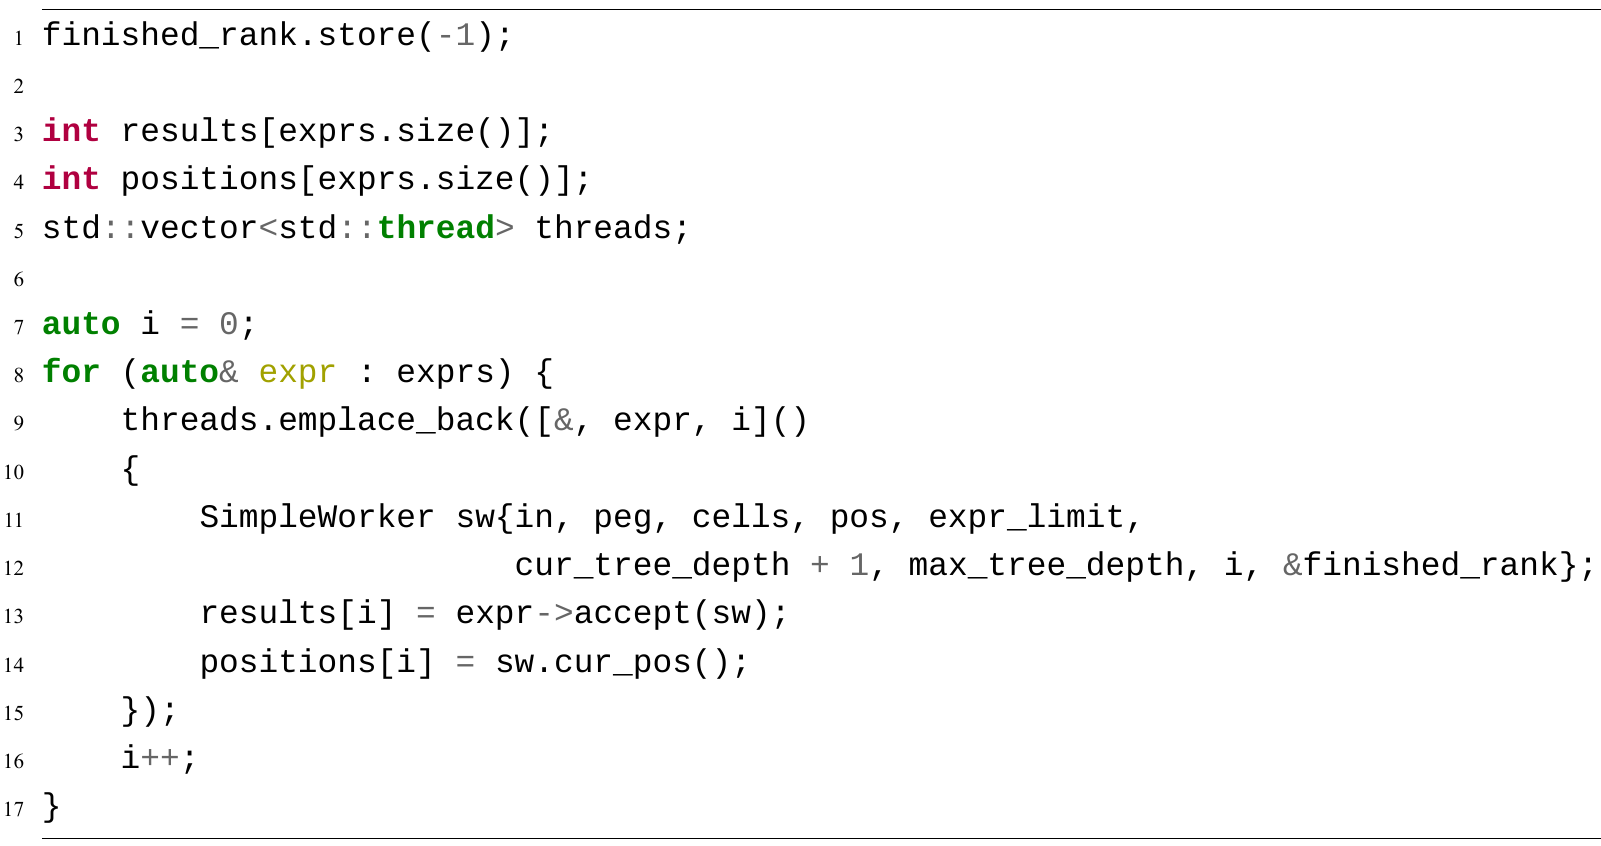 1 finished_rank.store(-1);
2
3 int results[exprs.size()];
4 int positions[exprs.size()];
5 std::vector<std::thread> threads;
6
7 auto i = 0;
8 for (auto& expr : exprs) {
9     threads.emplace_back([&, expr, i]()
10     {
11         SimpleWorker sw{in, peg, cells, pos, expr_limit,
12                         cur_tree_depth + 1, max_tree_depth, i, &finished_rank};
13         results[i] = expr->accept(sw);
14         positions[i] = sw.cur_pos();
15     });
16     i++;
17 }